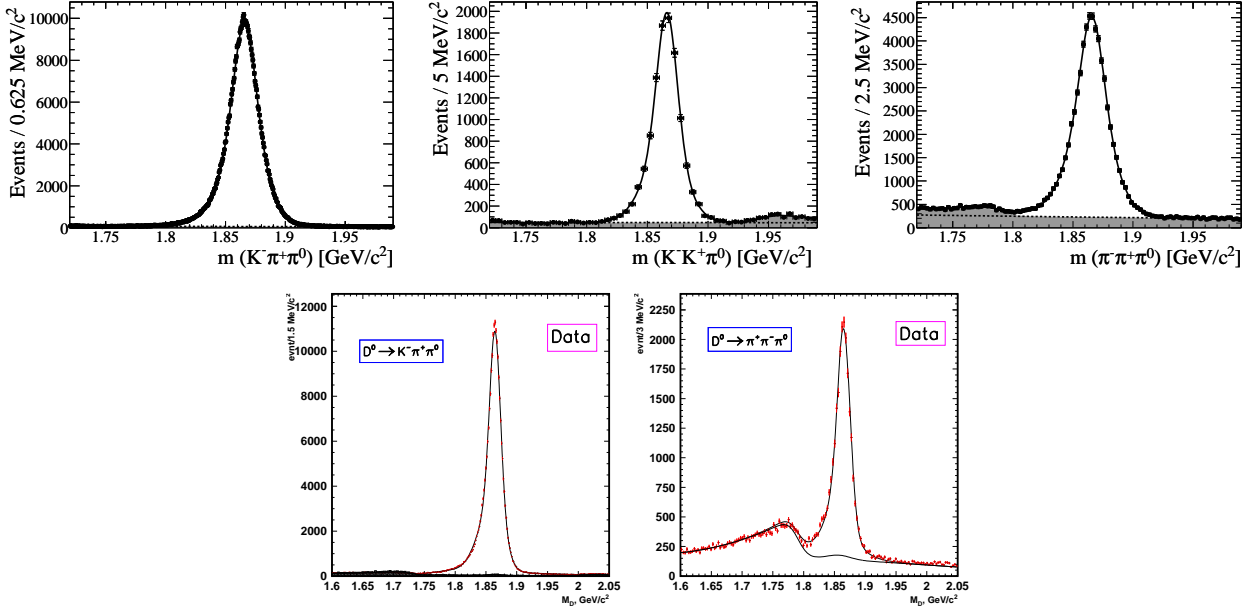 Events / 0.625 MeV/c²
10000
8000
6000
4000
2000
0
1.75 1.8 1.85 1.9 1.95
m (K⁻π⁺π⁰) [GeV/c²]
Events / 5 MeV/c²
2000
1800
1600
1400
1200
1000
800
600
400
200
0
1.75 1.8 1.85 1.9 1.95
m (K⁻K⁺π⁰) [GeV/c²]
Events / 2.5 MeV/c²
4500
4000
3500
3000
2500
2000
1500
1000
500
0
1.75 1.8 1.85 1.9 1.95
m (π⁻π⁺π⁰) [GeV/c²]
evnt/1.5 MeV/c²
12000
10000
8000
6000
4000
2000
0
D⁰→K⁻π⁺π⁰
Data
1.6 1.65 1.7 1.75 1.8 1.85 1.9 1.95 2 2.05
M_D, GeV/c²
evnt/3 MeV/c²
2250
2000
1750
1500
1250
1000
750
500
250
0
D⁰→π⁺π⁻π⁰
Data
1.6 1.65 1.7 1.75 1.8 1.85 1.9 1.95 2 2.05
M_D, GeV/c²